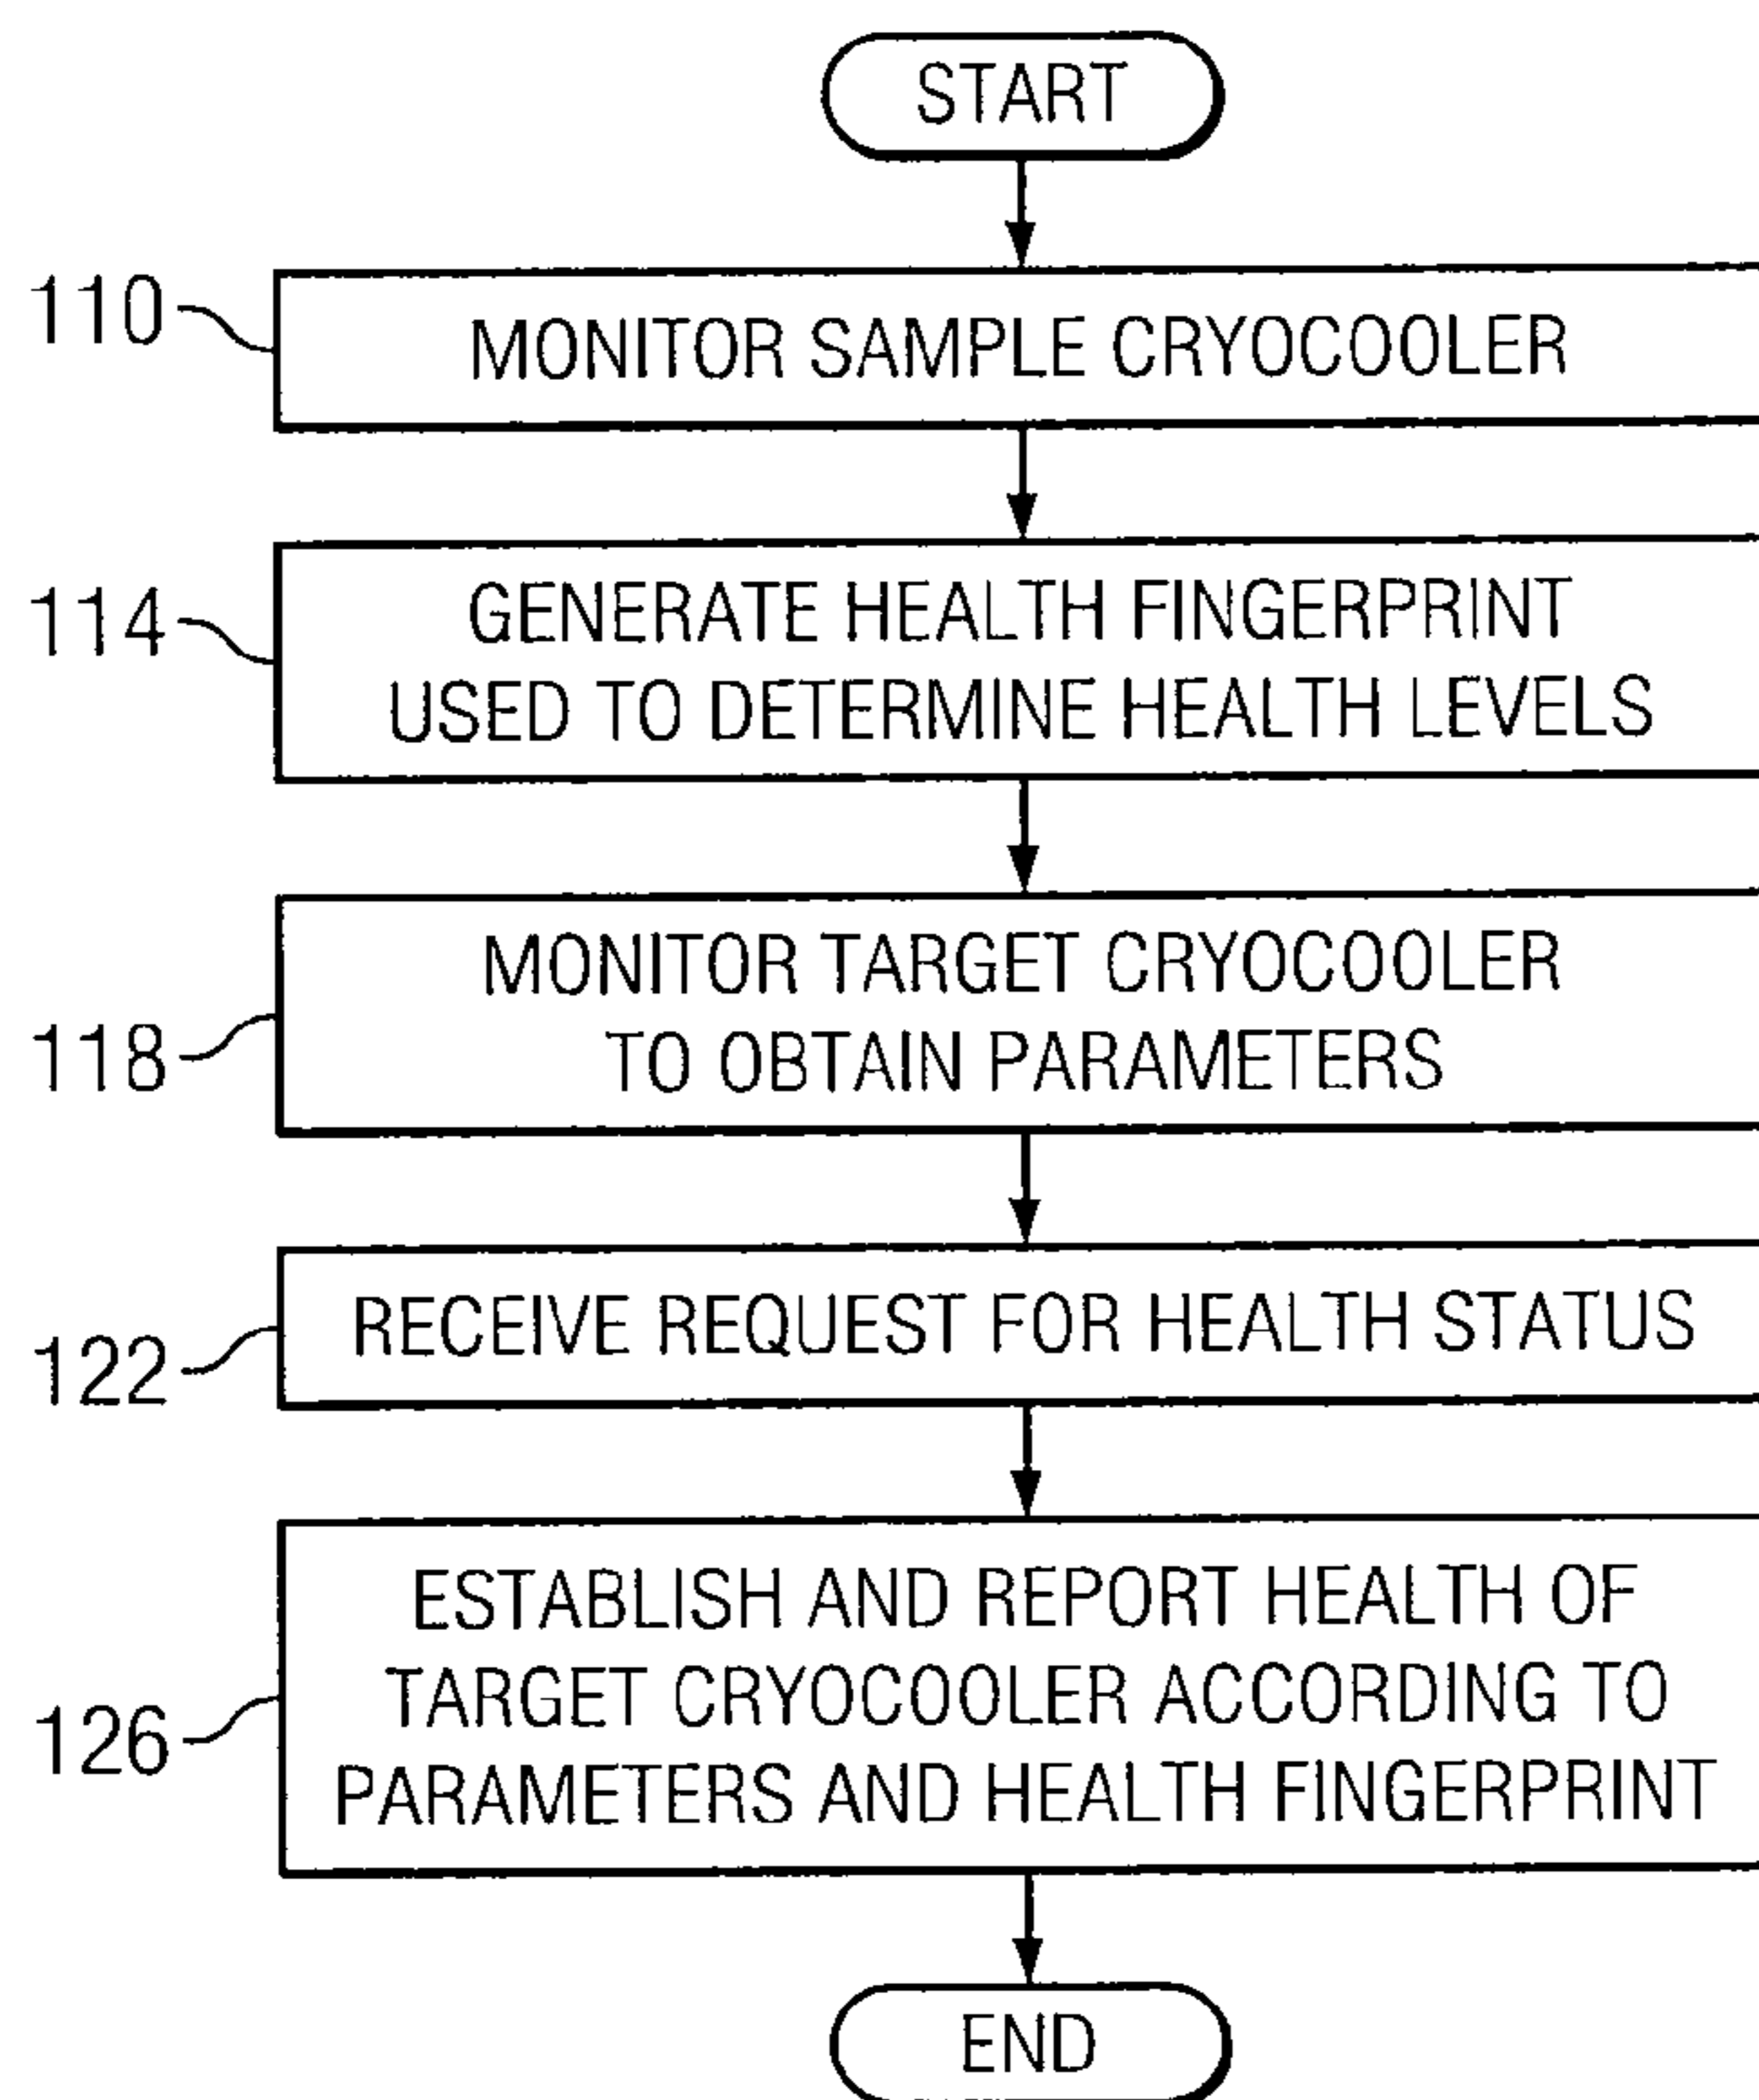 START
110
MONITOR SAMPLE CRYOCOOLER
114
GENERATE HEALTH FINGERPRINT
USED TO DETERMINE HEALTH LEVELS
118
MONITOR TARGET CRYOCOOLER
TO OBTAIN PARAMETERS
122
RECEIVE REQUEST FOR HEALTH STATUS
126
ESTABLISH AND REPORT HEALTH OF
TARGET CRYOCOOLER ACCORDING TO
PARAMETERS AND HEALTH FINGERPRINT
END